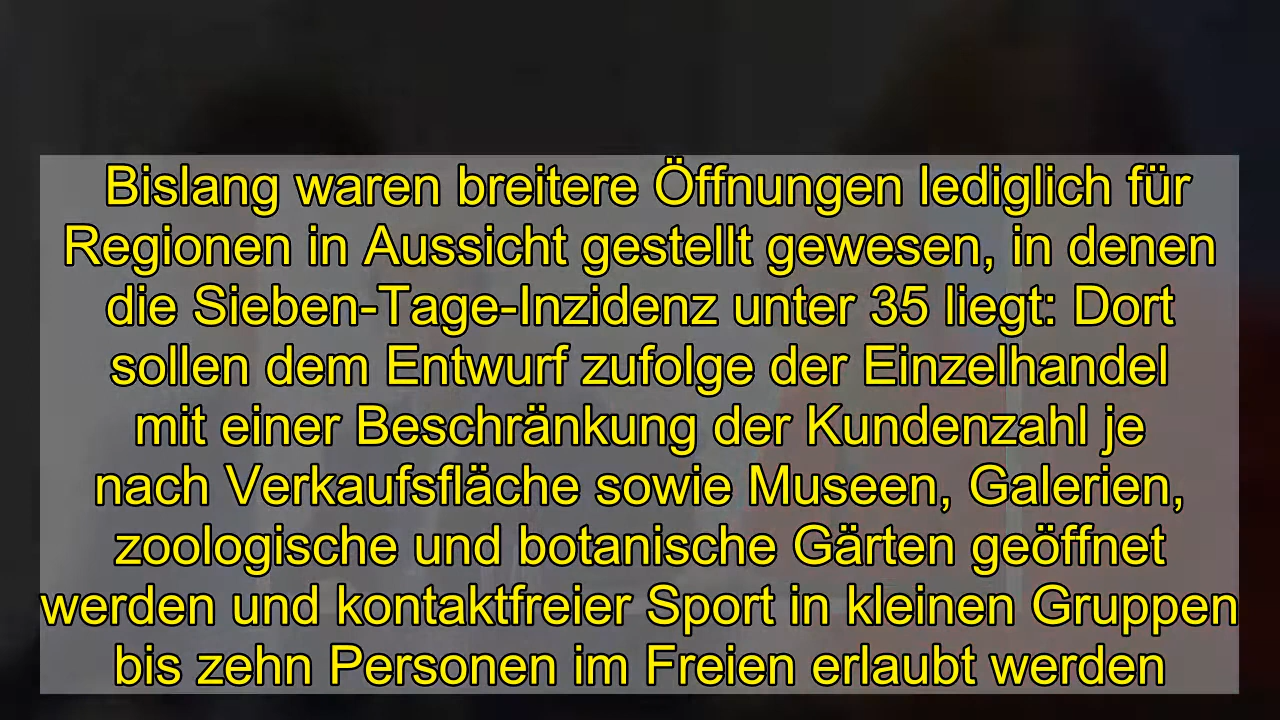 Bislang waren breitere Öffnungen lediglich für
Regionen in Aussicht gestellt gewesen, in denen
die Sieben-Tage-Inzidenz unter 35 liegt: Dort
sollen dem Entwurf zufolge der Einzelhandel
mit einer Beschränkung der Kundenzahl je
nach Verkaufsfläche sowie Museen, Galerien,
zoologische und botanische Gärten geöffnet
werden und kontaktfreier Sport in kleinen Gruppen
bis zehn Personen im Freien erlaubt werden